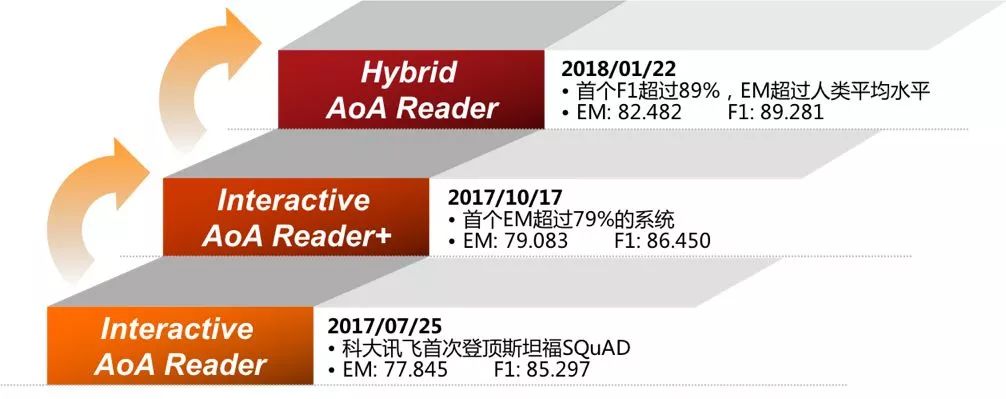 Hybrid
AoA Reader
2018/01/22
• 首个F1超过89%，EM超过人类平均水平
• EM: 82.482 F1: 89.281
Interactive
AoA Reader+
2017/10/17
• 首个EM超过79%的系统
• EM: 79.083 F1: 86.450
Interactive
AoA Reader
2017/07/25
• 科大讯飞首次登顶斯坦福SQuAD
• EM: 77.845 F1: 85.297